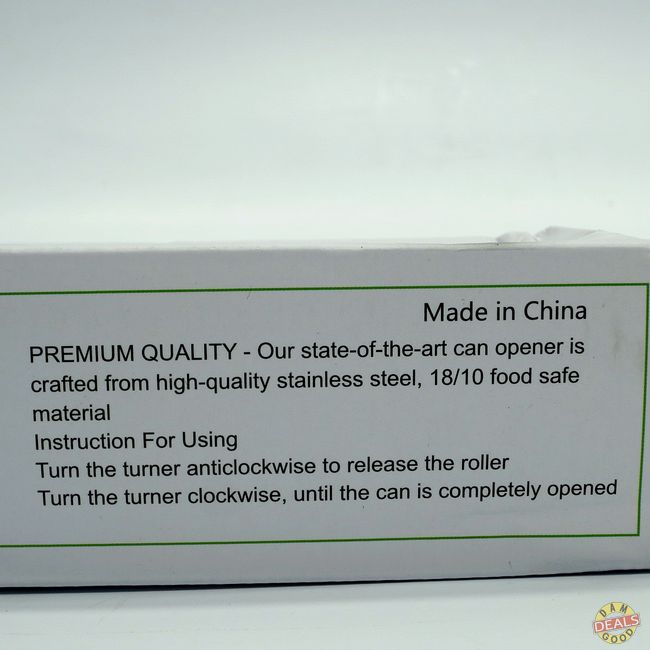 Made in China
PREMIUM QUALITY - Our state-of-the-art can opener is
crafted from high-quality stainless steel, 18/10 food safe
material
Instruction For Using
Turn the turner anticlockwise to release the roller
Turn the turner clockwise, until the can is completely opened
DAM
DEALS
GOOD